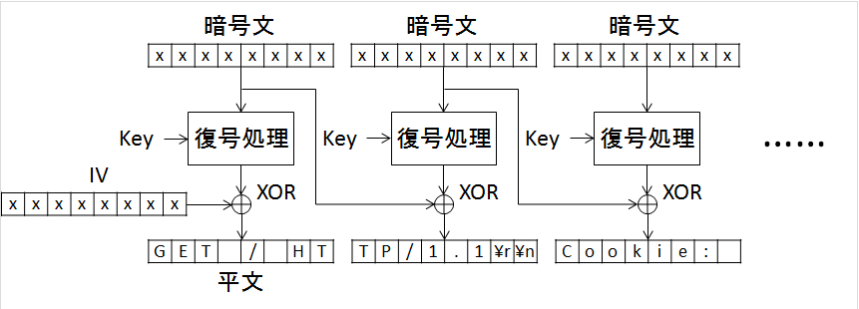 暗号文 暗号文 暗号文
x x x x x x x x x x x x x x x x x x x x x x x x
Key 復号処理 Key 復号処理 Key 復号処理 ……
IV XOR XOR XOR
x x x x x x x x
G E T / H T T P / 1 . 1 ¥r ¥n C o o k i e :
平文